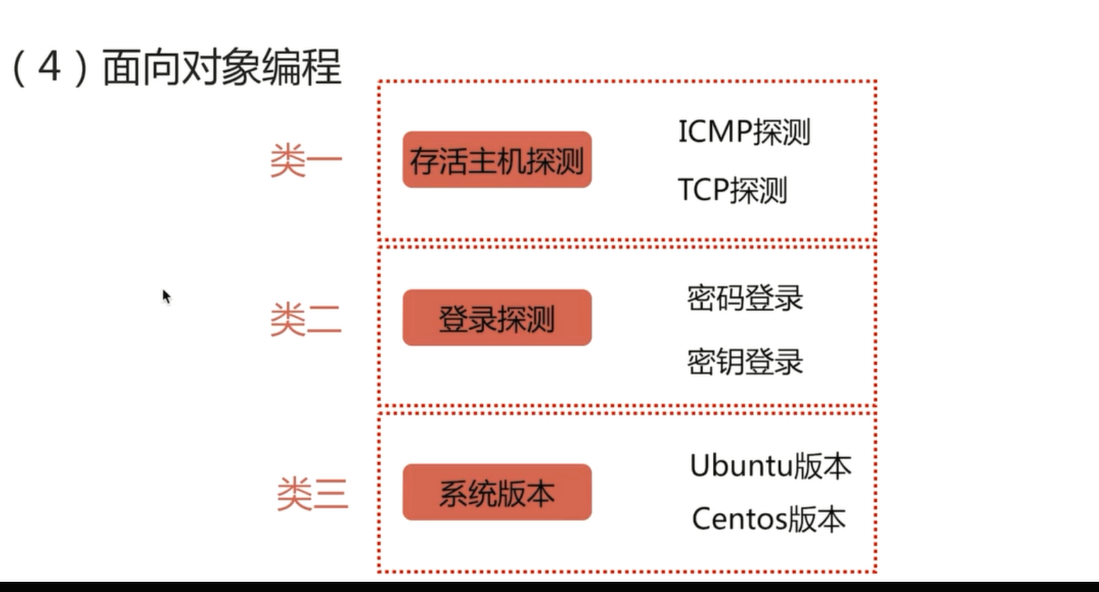 （4）面向对象编程
类一
存活主机探测
ICMP探测
TCP探测
类二
登录探测
密码登录
密钥登录
类三
系统版本
Ubuntu版本
Centos版本